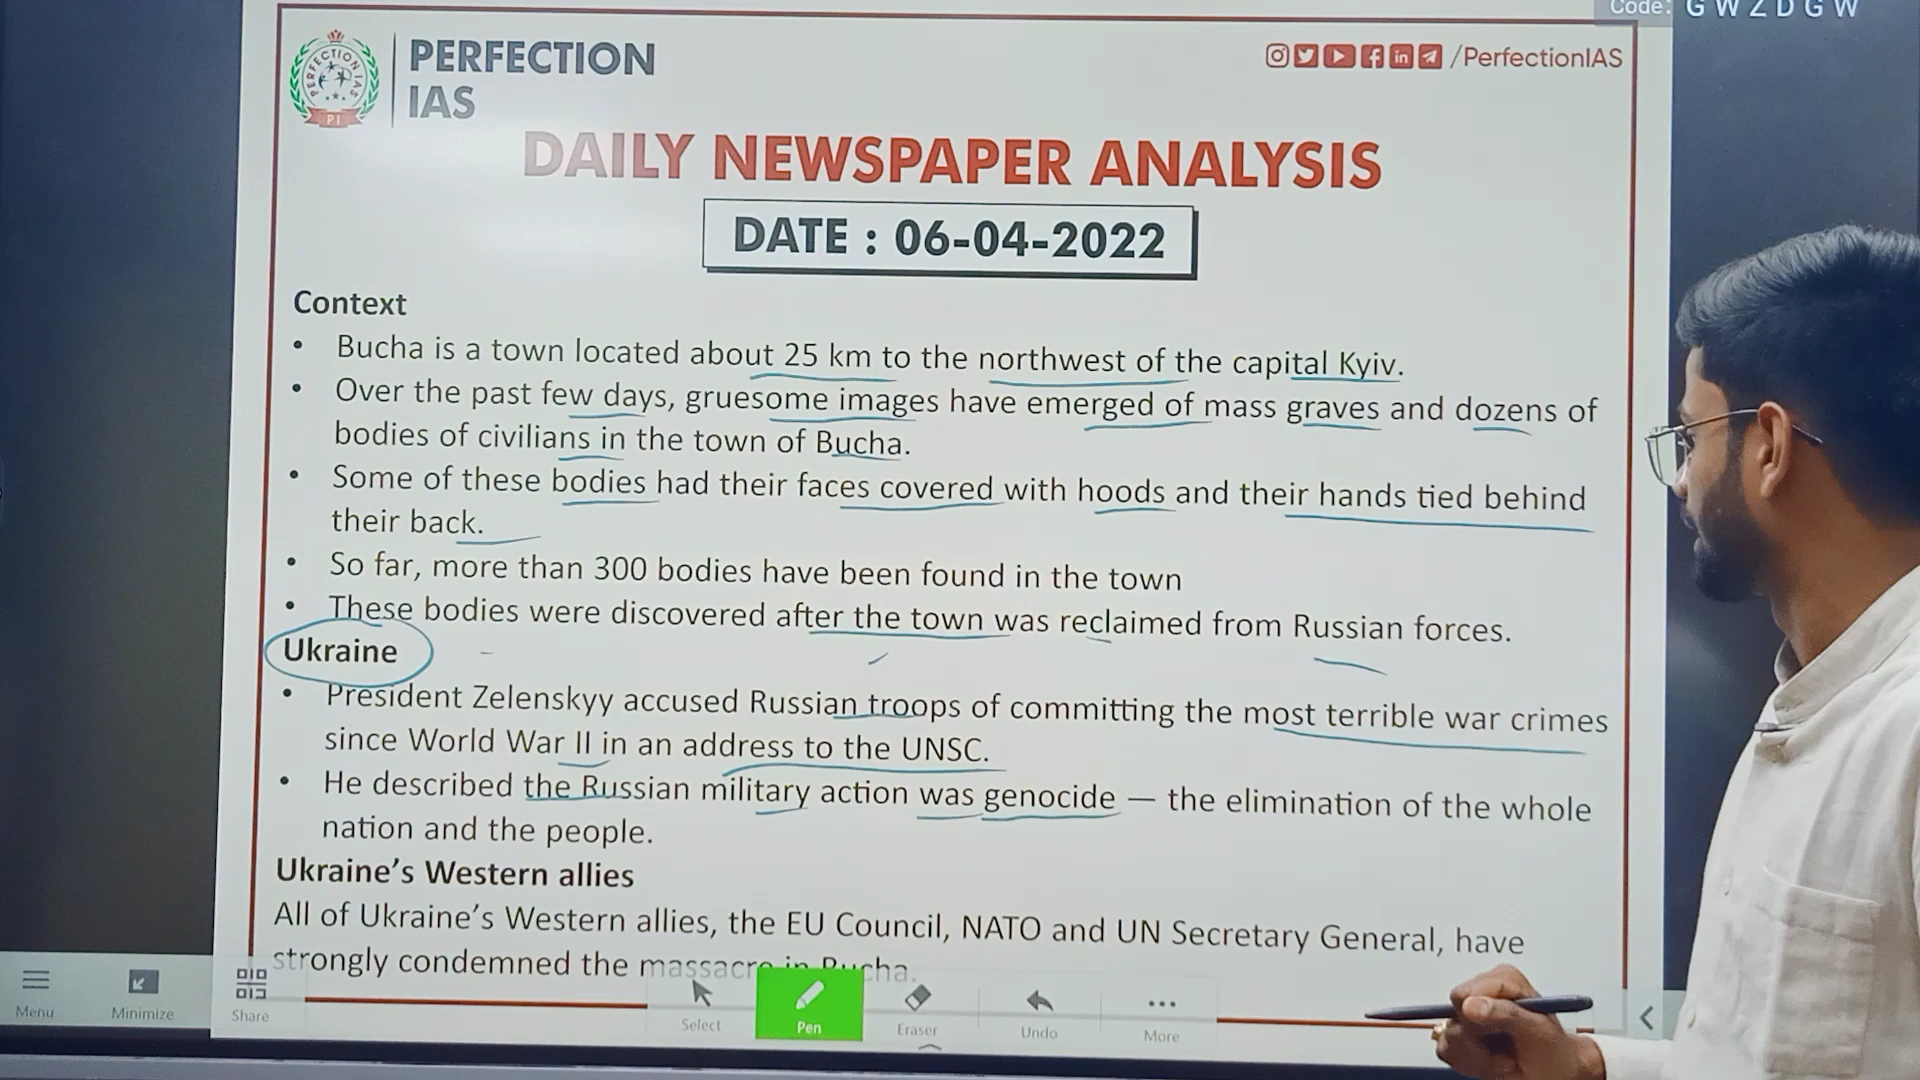 Code: G W Z D G W
PERFECTION IAS
PI
PERFECTION
IAS
/PerfectionIAS
DAILY NEWSPAPER ANALYSIS
DATE : 06-04-2022
Context
• Bucha is a town located about 25 km to the northwest of the capital Kyiv.
• Over the past few days, gruesome images have emerged of mass graves and dozens of
bodies of civilians in the town of Bucha.
• Some of these bodies had their faces covered with hoods and their hands tied behind
their back.
• So far, more than 300 bodies have been found in the town
• These bodies were discovered after the town was reclaimed from Russian forces.
Ukraine
• President Zelenskyy accused Russian troops of committing the most terrible war crimes
since World War II in an address to the UNSC.
• He described the Russian military action was genocide — the elimination of the whole
nation and the people.
Ukraine's Western allies
All of Ukraine's Western allies, the EU Council, NATO and UN Secretary General, have
strongly condemned the massacre in Bucha.
Menu
Minimize
Share
Select
Pen
Eraser
Undo
More